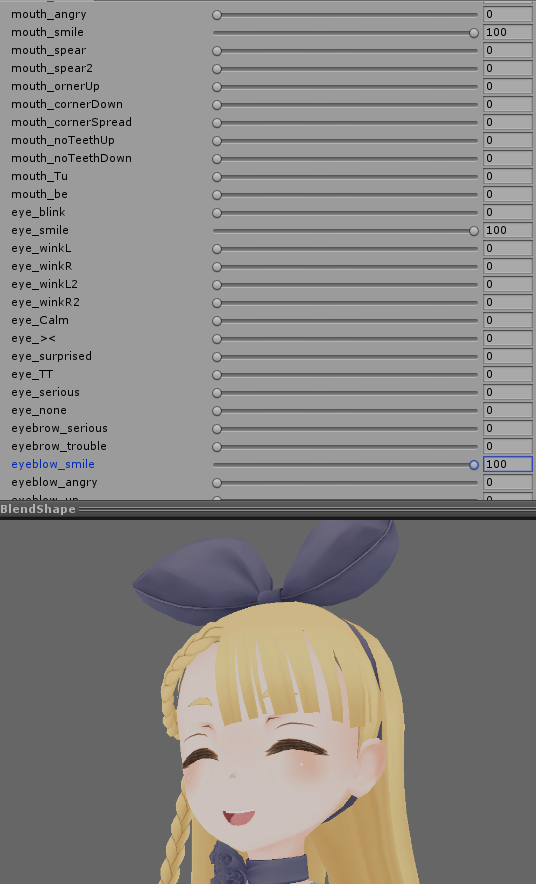 mouth_angry 0
mouth_smile 100
mouth_spear 0
mouth_spear2 0
mouth_ornerUp 0
mouth_cornerDown 0
mouth_cornerSpread 0
mouth_noTeethUp 0
mouth_noTeethDown 0
mouth_Tu 0
mouth_be 0
eye_blink 0
eye_smile 100
eye_winkL 0
eye_winkR 0
eye_winkL2 0
eye_winkR2 0
eye_Calm 0
eye_>< 0
eye_surprised 0
eye_TT 0
eye_serious 0
eye_none 0
eyebrow_serious 0
eyebrow_trouble 0
eyeblow_smile 100
eyeblow_angry 0
eyeblow_up 0
BlendShape